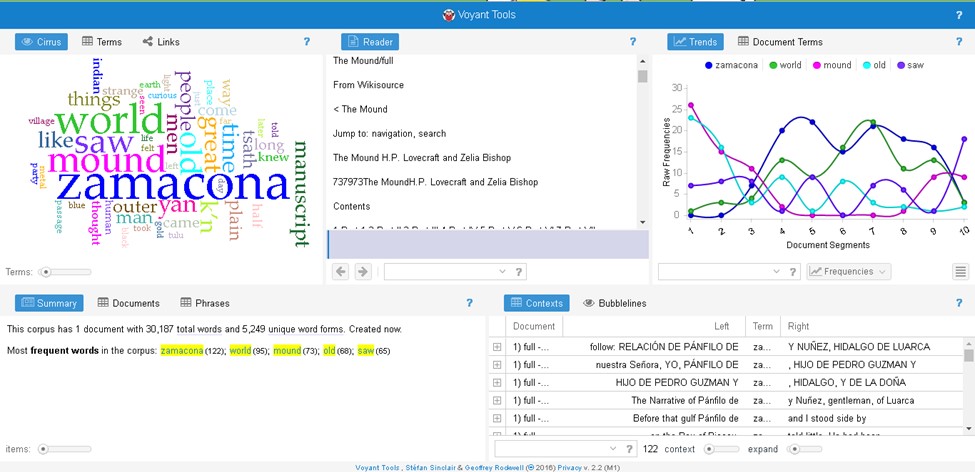 Voyant Tools ?
Cirrus Terms Links ?
indian
strange
earth
light
things
seen
curious
people
place
way
just
come
far
village
world
men
old
great
time
later
told
like
saw
life
felt
tsath
long
knew
manuscript
party
metal
mound
left
day
zamacona
passage
blue
thought
human
outer
yan
k'n
plain
half
man
black
took
gold
came
tulu
Terms:
Reader ?
The Mound/full
From Wikisource
< The Mound
Jump to: navigation, search
The Mound H.P. Lovecraft and Zelia Bishop
737973The MoundH.P. Lovecraft and Zelia Bishop
Contents
?
Trends Document Terms ?
zamacona world mound old saw
Raw Frequencies
30
25
20
15
10
5
0
1 2 3 4 5 6 7 8 9 10
Document Segments
? Frequencies
Summary Documents Phrases ?
This corpus has 1 document with 30,187 total words and 5,249 unique word forms. Created now.
Most frequent words in the corpus: zamacona (122); world (95); mound (73); old (68); saw (65)
items:
Contexts Bubblelines ?
Document Left Term Right
1) full -... follow: RELACIÓN DE PÁNFILO DE za... Y NUÑEZ, HIDALGO DE LUARCA
1) full -... nuestra Señora, YO, PÁNFILO DE za... , HIJO DE PEDRO GUZMAN Y
1) full -... HIJO DE PEDRO GUZMAN Y za... , HIDALGO, Y DE LA DOÑA
1) full -... The Narrative of Pánfilo de za... y Nuñez, gentleman, of Luarca
1) full -... Before that gulf Pánfilo de za... and I stood side by
? 122 context expand
Voyant Tools , Stéfan Sinclair & Geoffrey Rockwell (© 2016) Privacy v. 2.2 (M1)